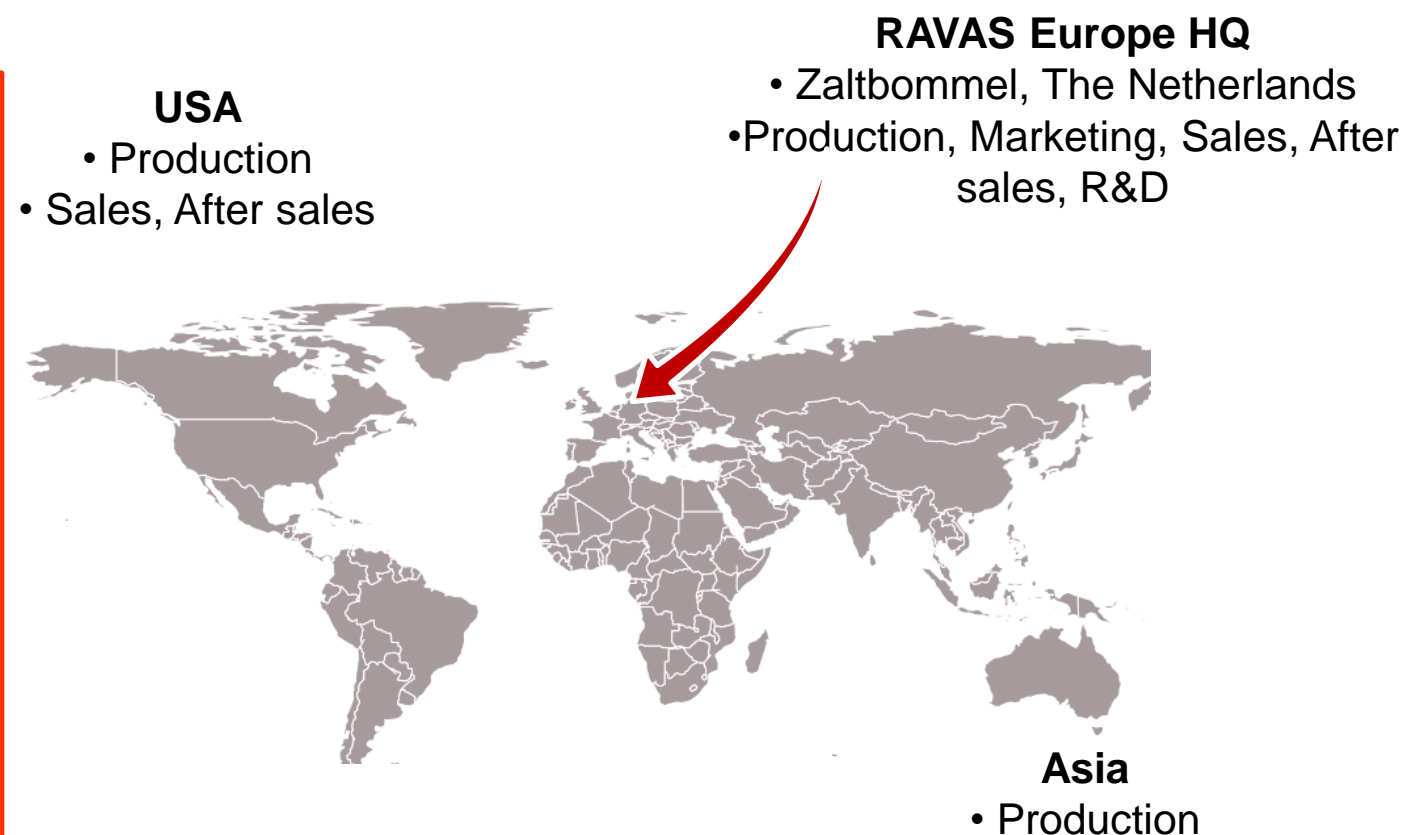 RAVAS Europe HQ
• Zaltbommel, The Netherlands
•Production, Marketing, Sales, After
sales, R&D
USA
• Production
• Sales, After sales
Asia
• Production